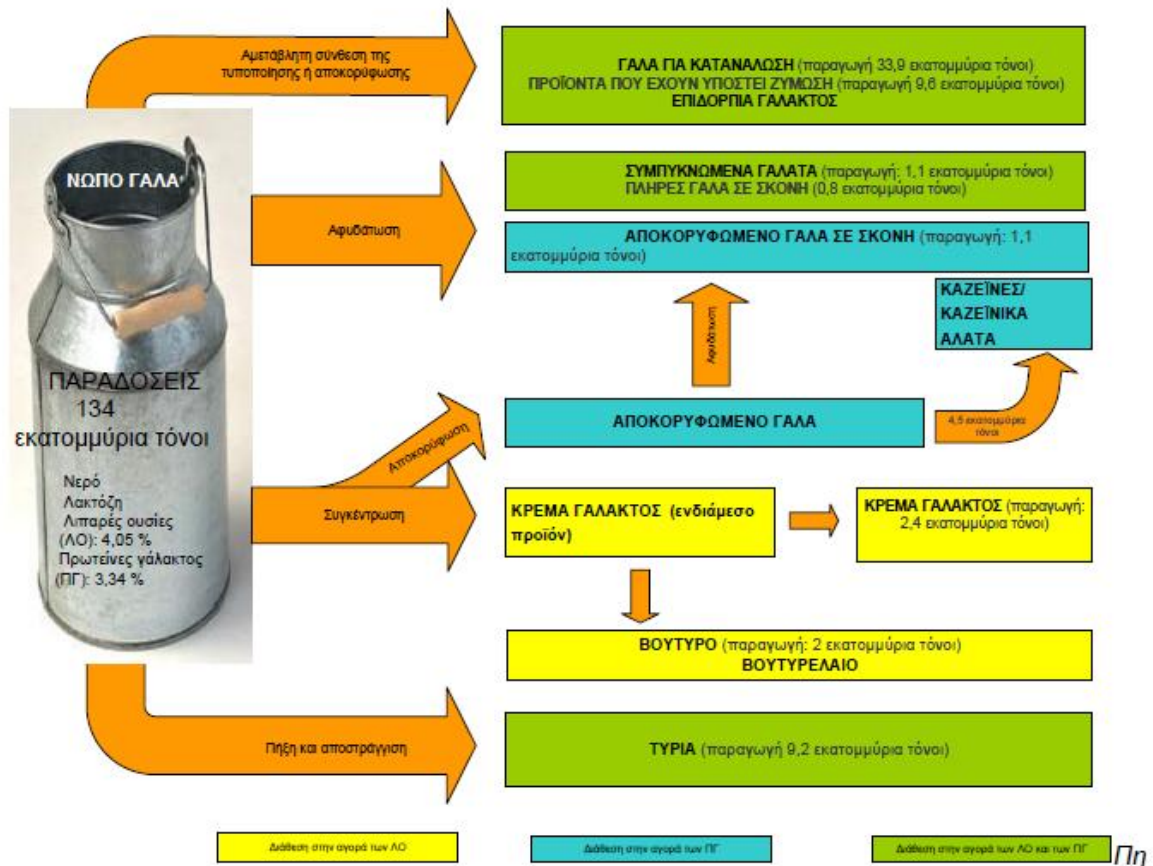 Αμετάβλητη σύνθεση της
τυποποίησης ή αποκορύφωσης
ΓΑΛΑ ΓΙΑ ΚΑΤΑΝΑΛΩΣΗ (παραγωγή 33,9 εκατομμύρια τόνοι)
ΠΡΟΪΟΝΤΑ ΠΟΥ ΕΧΟΥΝ ΥΠΟΣΤΕΙ ΖΥΜΩΣΗ (παραγωγή 9,6 εκατομμύρια τόνοι)
ΕΠΙΔΟΡΠΙΑ ΓΑΛΑΚΤΟΣ
ΝΩΠΟ ΓΑΛΑ
Αφυδάτωση
ΣΥΜΠΥΚΝΩΜΕΝΑ ΓΑΛΑΤΑ (παραγωγή: 1,1 εκατομμύρια τόνοι)
ΠΛΗΡΕΣ ΓΑΛΑ ΣΕ ΣΚΟΝΗ (0,8 εκατομμύρια τόνοι)
ΑΠΟΚΟΡΥΦΩΜΕΝΟ ΓΑΛΑ ΣΕ ΣΚΟΝΗ (παραγωγή: 1,1
εκατομμύρια τόνοι)
Αφυδάτωση
ΚΑΖΕΪΝΕΣ/
ΚΑΖΕΪΝΙΚΑ
ΑΛΑΤΑ
ΠΑΡΑΔΟΣΕΙΣ
134
εκατομμύρια τόνοι
Νερό
Λακτόζη
Λιπαρές ουσίες
(ΛΟ): 4,05 %
Πρωτεΐνες γάλακτος
(ΠΓ): 3,34 %
Αποκορύφωση
ΑΠΟΚΟΡΥΦΩΜΕΝΟ ΓΑΛΑ
4,5 εκατομμύρια
τόνοι
Συγκέντρωση
ΚΡΕΜΑ ΓΑΛΑΚΤΟΣ (ενδιάμεσο
προϊόν)
ΚΡΕΜΑ ΓΑΛΑΚΤΟΣ (παραγωγή:
2,4 εκατομμύρια τόνοι)
ΒΟΥΤΥΡΟ (παραγωγή: 2 εκατομμύρια τόνοι)
ΒΟΥΤΥΡΕΛΑΙΟ
Πήξη και αποστράγγιση
ΤΥΡΙΑ (παραγωγή 9,2 εκατομμύρια τόνοι)
Διάθεση στην αγορά των ΛΟ
Διάθεση στην αγορά των ΠΓ
Διάθεση στην αγορά των ΛΟ και των ΠΓ
Πη